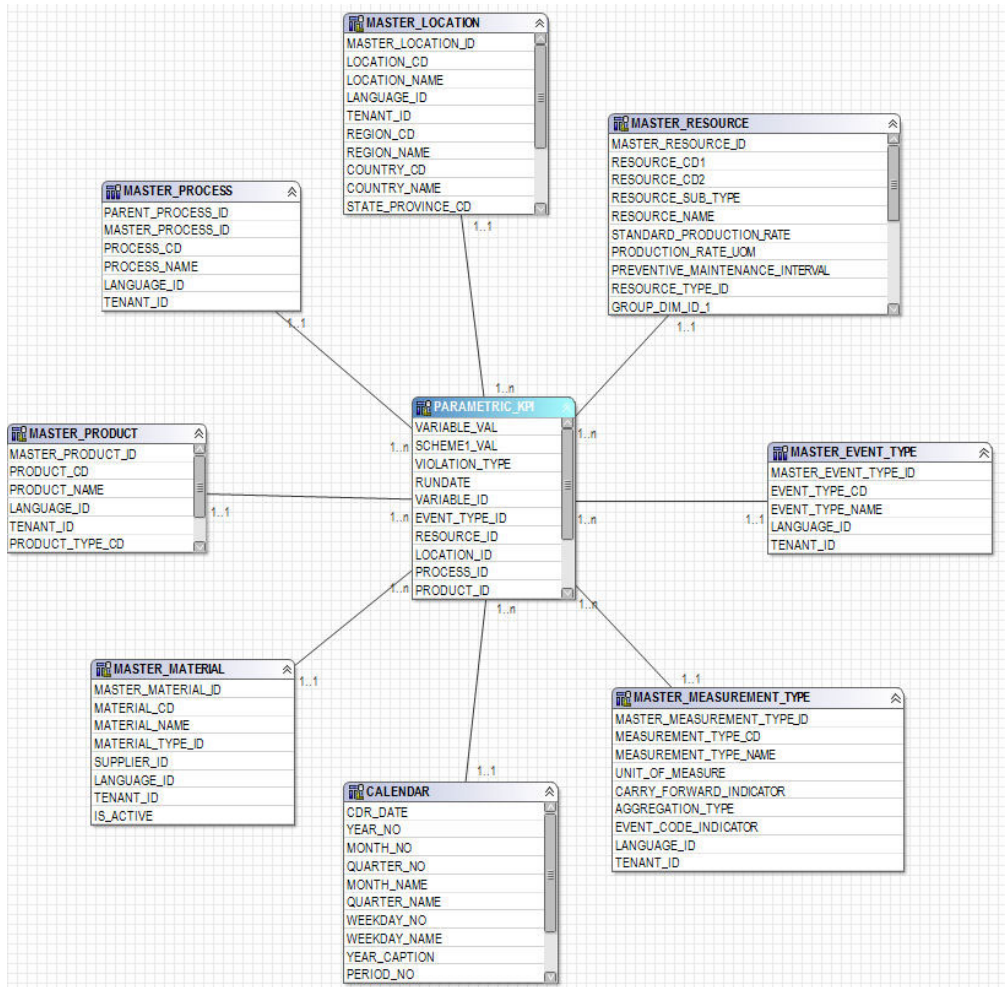 MASTER_LOCATION
MASTER_LOCATION_ID
LOCATION_CD
LOCATION_NAME
LANGUAGE_ID
TENANT_ID
REGION_CD
REGION_NAME
COUNTRY_CD
COUNTRY_NAME
STATE_PROVINCE_CD
1..1
MASTER_RESOURCE
MASTER_RESOURCE_ID
RESOURCE_CD1
RESOURCE_CD2
RESOURCE_SUB_TYPE
RESOURCE_NAME
STANDARD_PRODUCTION_RATE
PRODUCTION_RATE_UOM
PREVENTIVE_MAINTENANCE_INTERVAL
RESOURCE_TYPE_ID
GROUP_DIM_ID_1
1..1
MASTER_PROCESS
PARENT_PROCESS_ID
MASTER_PROCESS_ID
PROCESS_CD
PROCESS_NAME
LANGUAGE_ID
TENANT_ID
1..1
1..n
PARAMETRIC_KPI
VARIABLE_VAL
SCHEME1_VAL
VIOLATION_TYPE
RUNDATE
VARIABLE_ID
EVENT_TYPE_ID
RESOURCE_ID
LOCATION_ID
PROCESS_ID
PRODUCT_ID
1..n
1..n
1..n
1..n
1..n
1..n
1..n
MASTER_PRODUCT
MASTER_PRODUCT_ID
PRODUCT_CD
PRODUCT_NAME
LANGUAGE_ID
TENANT_ID
PRODUCT_TYPE_CD
1..1
MASTER_EVENT_TYPE
MASTER_EVENT_TYPE_ID
EVENT_TYPE_CD
EVENT_TYPE_NAME
LANGUAGE_ID
TENANT_ID
1..1
MASTER_MATERIAL
MASTER_MATERIAL_ID
MATERIAL_CD
MATERIAL_NAME
MATERIAL_TYPE_ID
SUPPLIER_ID
LANGUAGE_ID
TENANT_ID
IS_ACTIVE
1..1
1..1
MASTER_MEASUREMENT_TYPE
MASTER_MEASUREMENT_TYPE_ID
MEASUREMENT_TYPE_CD
MEASUREMENT_TYPE_NAME
UNIT_OF_MEASURE
CARRY_FORWARD_INDICATOR
AGGREGATION_TYPE
EVENT_CODE_INDICATOR
LANGUAGE_ID
TENANT_ID
1..1
CALENDAR
CDR_DATE
YEAR_NO
MONTH_NO
QUARTER_NO
MONTH_NAME
QUARTER_NAME
WEEKDAY_NO
WEEKDAY_NAME
YEAR_CAPTION
PERIOD_NO